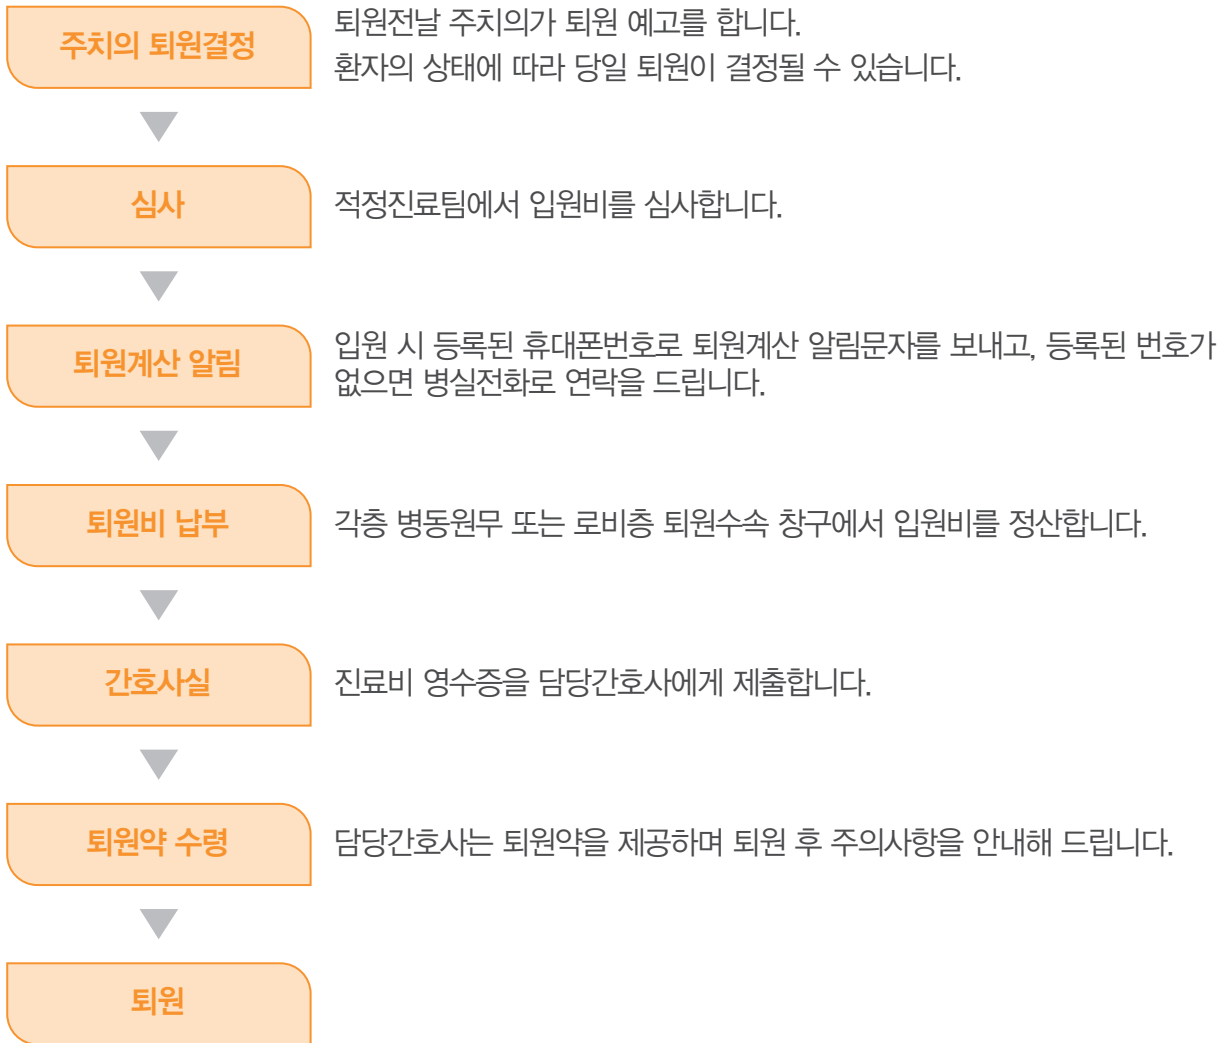 주치의 퇴원결정
퇴원전날 주치의가 퇴원 예고를 합니다.
환자의 상태에 따라 당일 퇴원이 결정될 수 있습니다.
심사
적정진료팀에서 입원비를 심사합니다.
퇴원계산 알림
입원 시 등록된 휴대폰번호로 퇴원계산 알림문자를 보내고, 등록된 번호가
없으면 병실전화로 연락을 드립니다.
퇴원비 납부
각층 병동원무 또는 로비층 퇴원수속 창구에서 입원비를 정산합니다.
간호사실
진료비 영수증을 담당간호사에게 제출합니다.
퇴원약 수령
담당간호사는 퇴원약을 제공하며 퇴원 후 주의사항을 안내해 드립니다.
퇴원